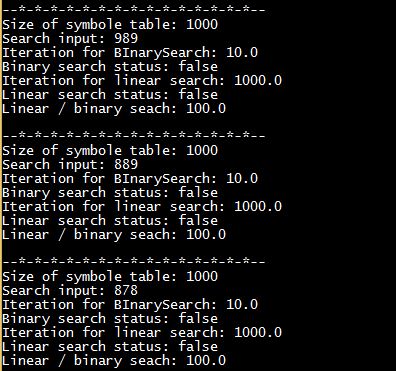 --*-*-*-*-*-*-*-*-*-*-*-*-*-*-*--
Size of symbole table: 1000
Search input: 989
Iteration for BInarySearch: 10.0
Binary search status: false
Iteration for linear search: 1000.0
Linear search status: false
Linear / binary seach: 100.0
--*-*-*-*-*-*-*-*-*-*-*-*-*-*-*--
Size of symbole table: 1000
Search input: 889
Iteration for BInarySearch: 10.0
Binary search status: false
Iteration for linear search: 1000.0
Linear search status: false
Linear / binary seach: 100.0
--*-*-*-*-*-*-*-*-*-*-*-*-*-*-*--
Size of symbole table: 1000
Search input: 878
Iteration for BInarySearch: 10.0
Binary search status: false
Iteration for linear search: 1000.0
Linear search status: false
Linear / binary seach: 100.0